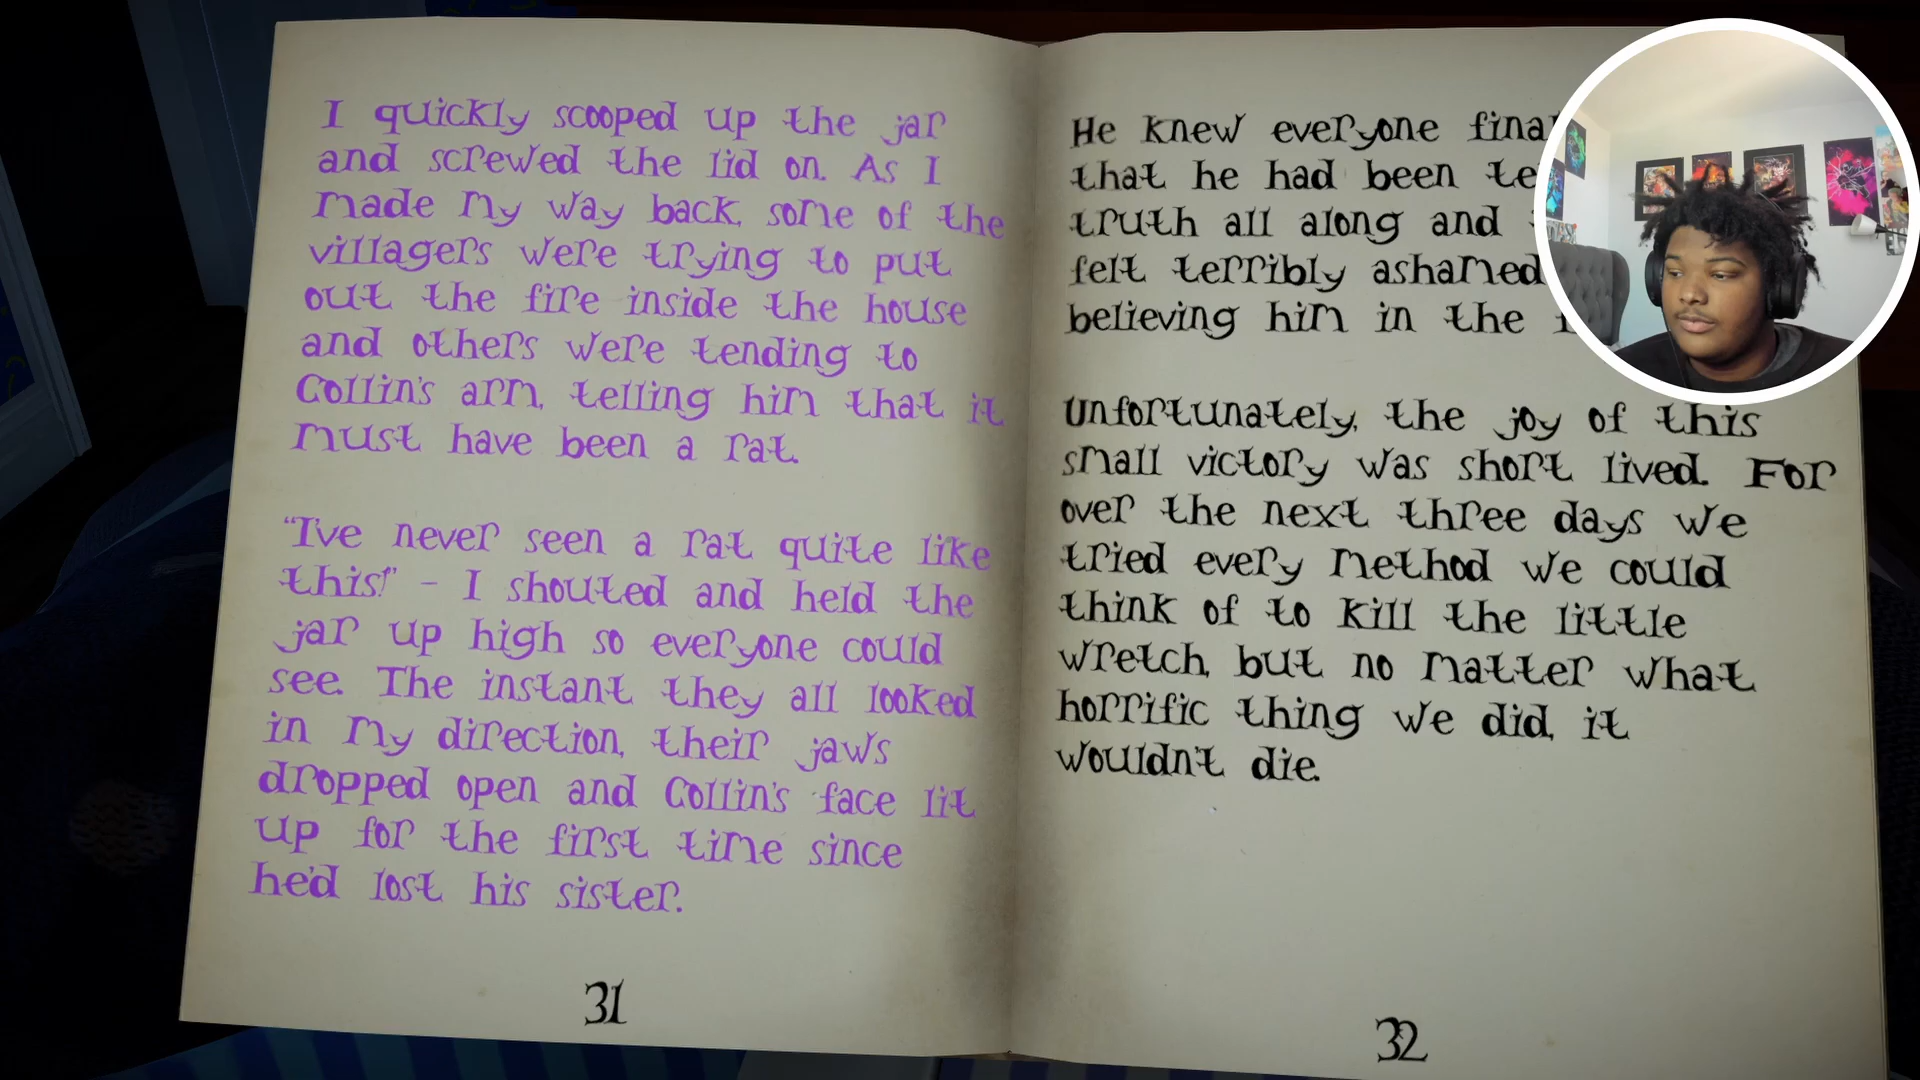 I quickly scooped up the jar
and screwed the lid on. As I
made my way back, some of the
villagers were trying to put
out the fire inside the house
and others were tending to
Collin's arm, telling him that it
must have been a rat.
"I've never seen a rat quite like
this!" - I shouted and held the
jar up high so everyone could
see. The instant they all looked
in my direction, their jaws
dropped open and Collin's face lit
up for the first time since
he'd lost his sister.
31
He knew everyone
that he had been
truth all along and
felt terribly ashamed
believing him in the
Unfortunately, the joy of this
small victory was short lived. For
over the next three days we
tried every method we could
think of to kill the little
wretch, but no matter what
horrific thing we did, it
wouldn't die.
32